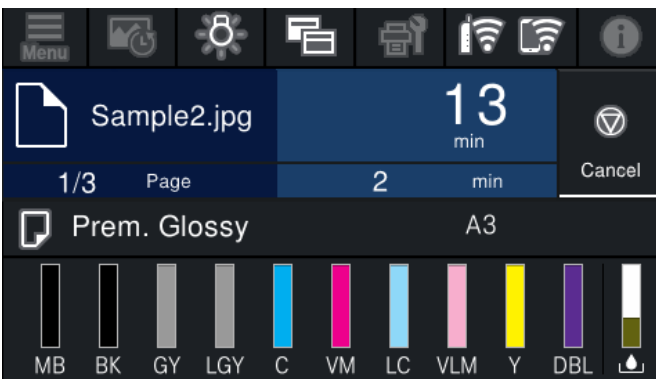 Menu
Sample2.jpg
13
min
Cancel
1/3 Page
2 min
Prem. Glossy A3
MB BK GY LGY C VM LC VLM Y DBL